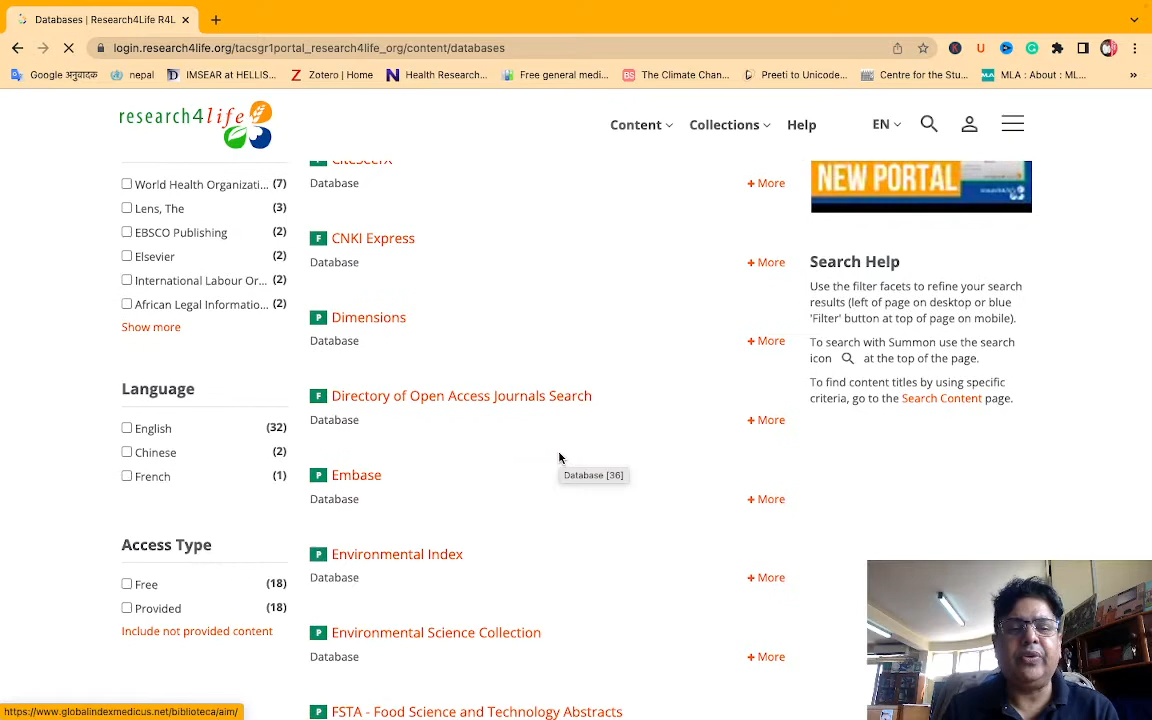 Databases | Research4Life R4L
login.research4life.org/tacsgr1portal_research4life_org/content/databases
Google अनुवादक
nepal
IMSEAR at HELLIS...
Zotero | Home
Health Research...
Free general medi...
The Climate Chan...
Preeti to Unicode...
Centre for the Stu...
MLA : About : ML...
research4life
Content
Collections
Help
EN
World Health Organizati... (7)
Lens, The (3)
EBSCO Publishing (2)
Elsevier (2)
International Labour Or... (2)
African Legal Informatio... (2)
Show more
Language
English (32)
Chinese (2)
French (1)
Access Type
Free (18)
Provided (18)
Include not provided content
F CiteSeerX
Database + More
F CNKI Express
Database + More
P Dimensions
Database + More
F Directory of Open Access Journals Search
Database + More
Database [36]
P Embase
Database + More
P Environmental Index
Database + More
P Environmental Science Collection
Database + More
P FSTA - Food Science and Technology Abstracts
NEW PORTAL
Search Help
Use the filter facets to refine your search
results (left of page on desktop or blue
'Filter' button at top of page on mobile).
To search with Summon use the search
icon at the top of the page.
To find content titles by using specific
criteria, go to the Search Content page.
https://www.globalindexmedicus.net/biblioteca/aim/